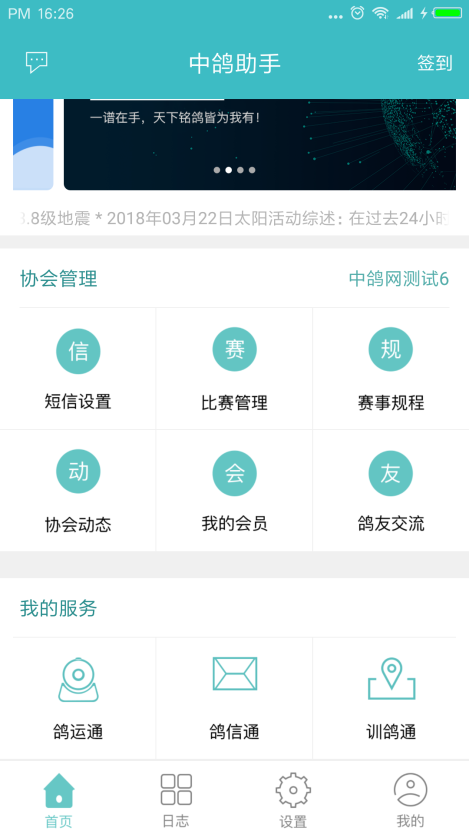 PM 16:26
中鸽助手
签到
一谱在手，天下铭鸽皆为我有！
.8级地震 * 2018年03月22日太阳活动综述：在过去24小时
协会管理
中鸽网测试6
信 赛 规
短信设置 比赛管理 赛事规程
动 会 友
协会动态 我的会员 鸽友交流
我的服务
鸽运通 鸽信通 训鸽通
首页 日志 设置 我的